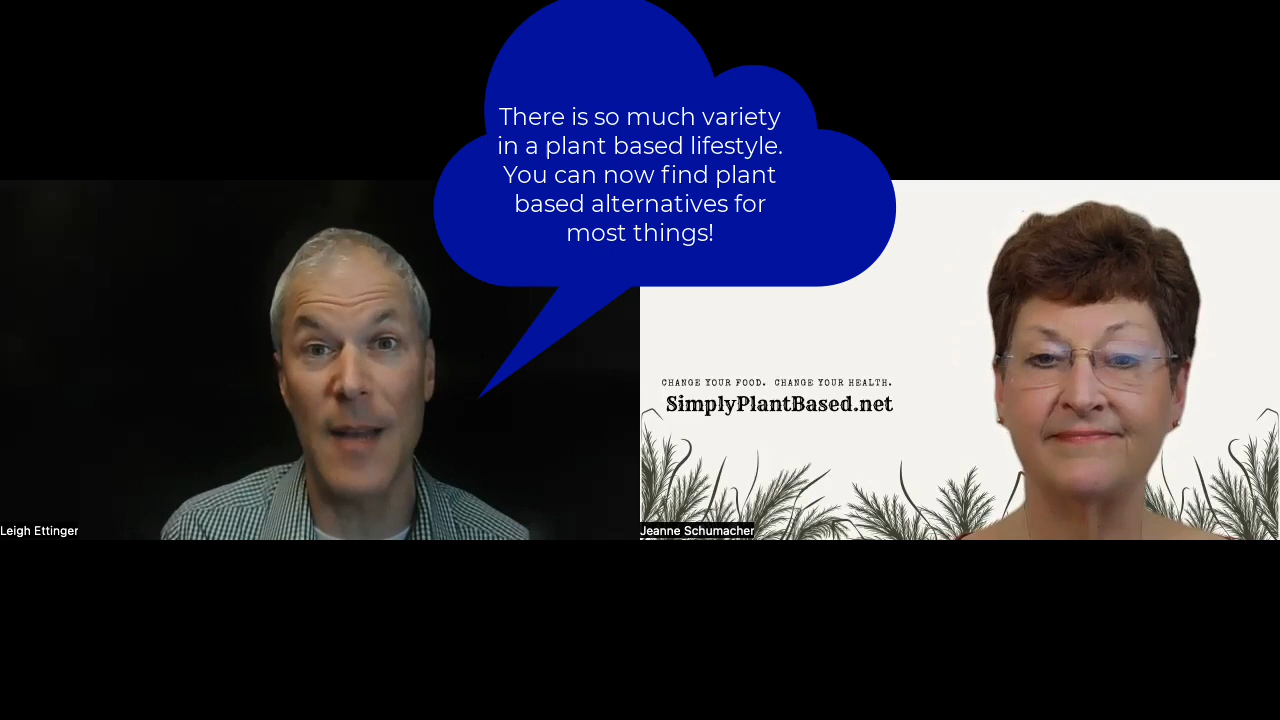 There is so much variety
in a plant based lifestyle.
You can now find plant
based alternatives for
most things!
CHANGE YOUR FOOD. CHANGE YOUR HEALTH.
SimplyPlantBased.net
Leigh Ettinger
Jeanne Schumacher